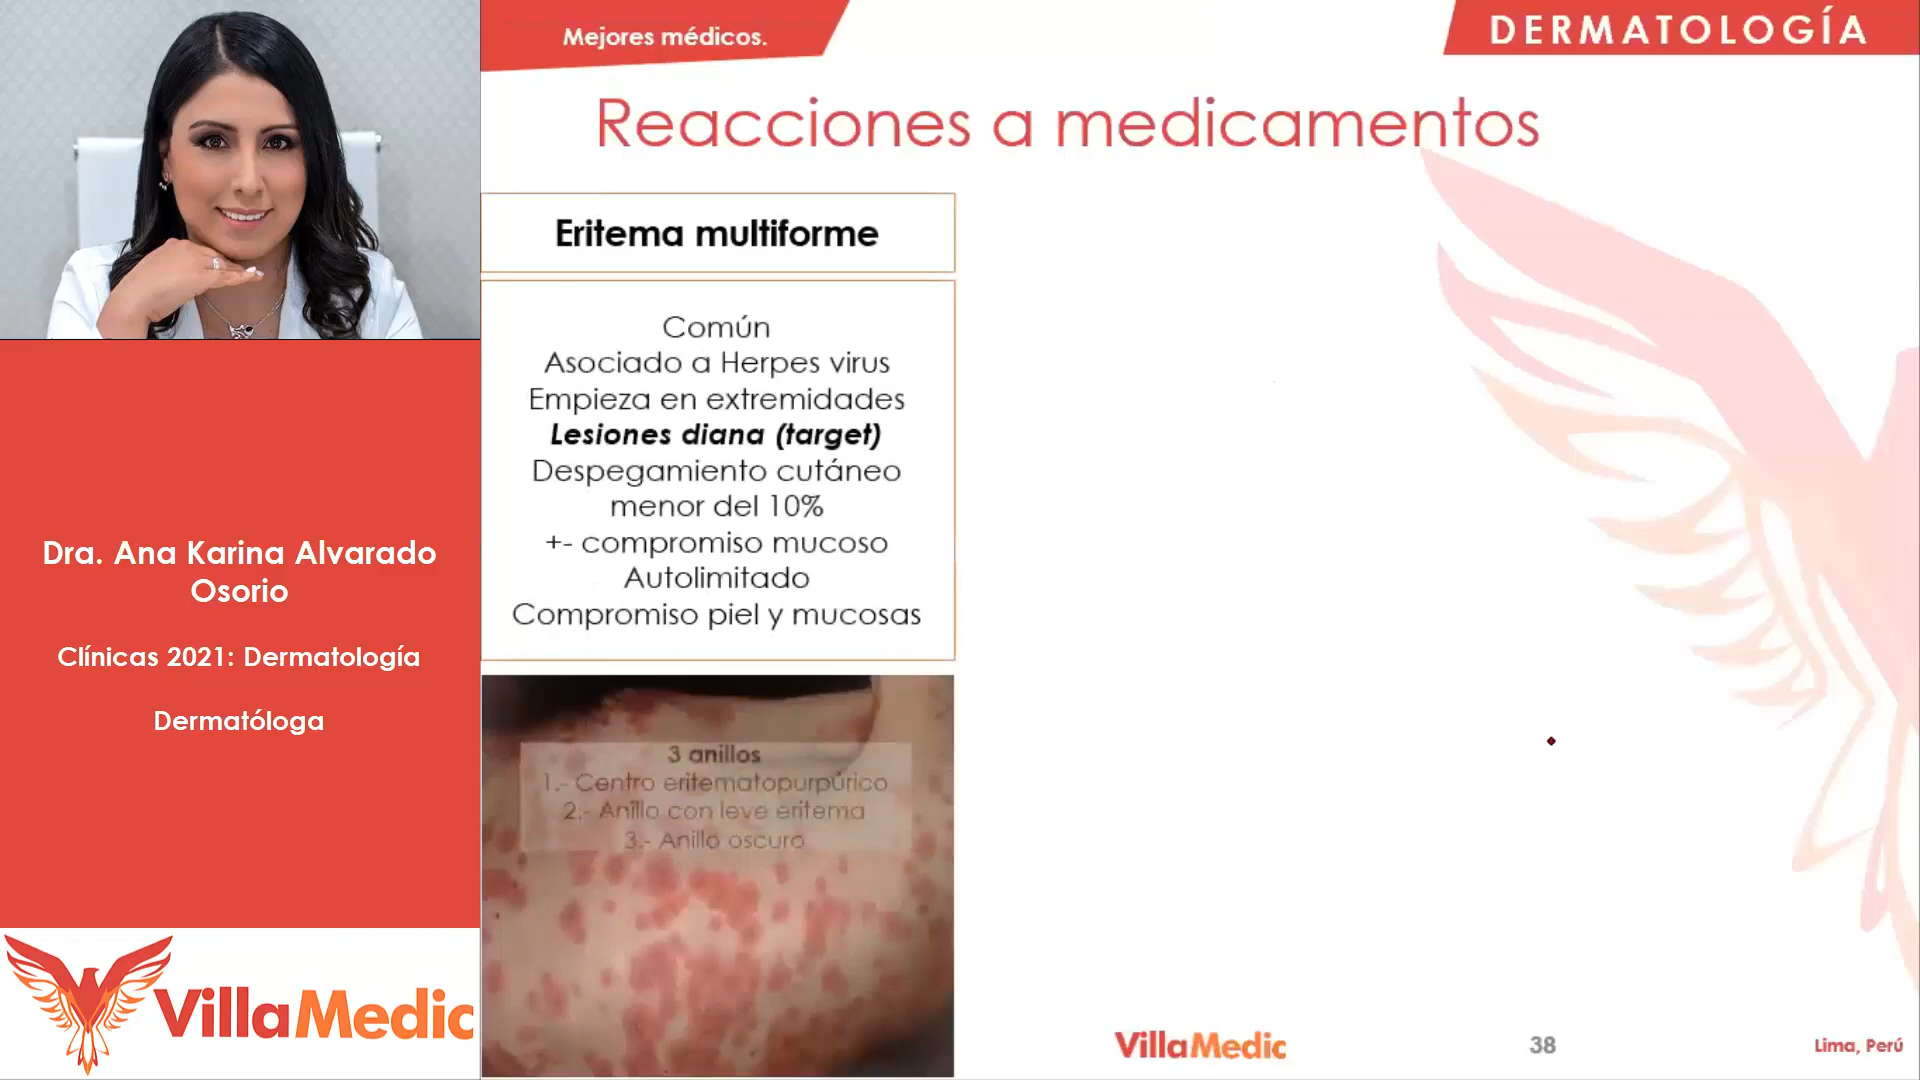 Mejores médicos.
DERMATOLOGÍA
Reacciones a medicamentos
Eritema multiforme
Común
Asociado a Herpes virus
Empieza en extremidades
Lesiones diana (target)
Despegamiento cutáneo
menor del 10%
+- compromiso mucoso
Autolimitado
Compromiso piel y mucosas
3 anillos
1.- Centro eritematopurpúrico
2.- Anillo con leve eritema
3.- Anillo oscuro
Dra. Ana Karina Alvarado
Osorio
Clínicas 2021: Dermatología
Dermatóloga
VillaMedic
VillaMedic
38
Lima, Perú